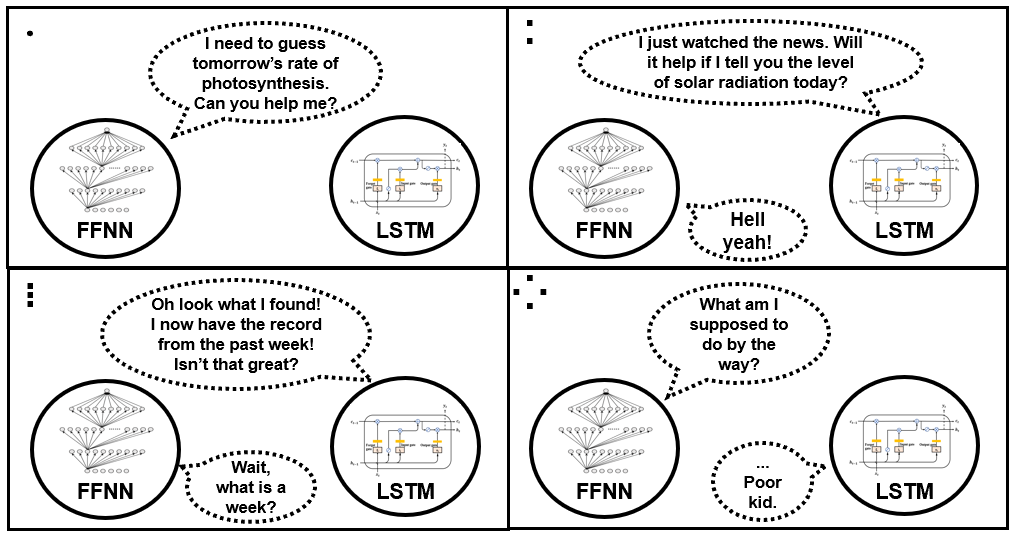 I need to guess
tomorrow's rate of
photosynthesis.
Can you help me?
FFNN
LSTM
I just watched the news. Will
it help if I tell you the level
of solar radiation today?
Hell
yeah!
FFNN
LSTM
Oh look what I found!
I now have the record
from the past week!
Isn't that great?
Wait,
what is a
week?
FFNN
LSTM
What am I
supposed to
do by the
way?
...
Poor
kid.
FFNN
LSTM